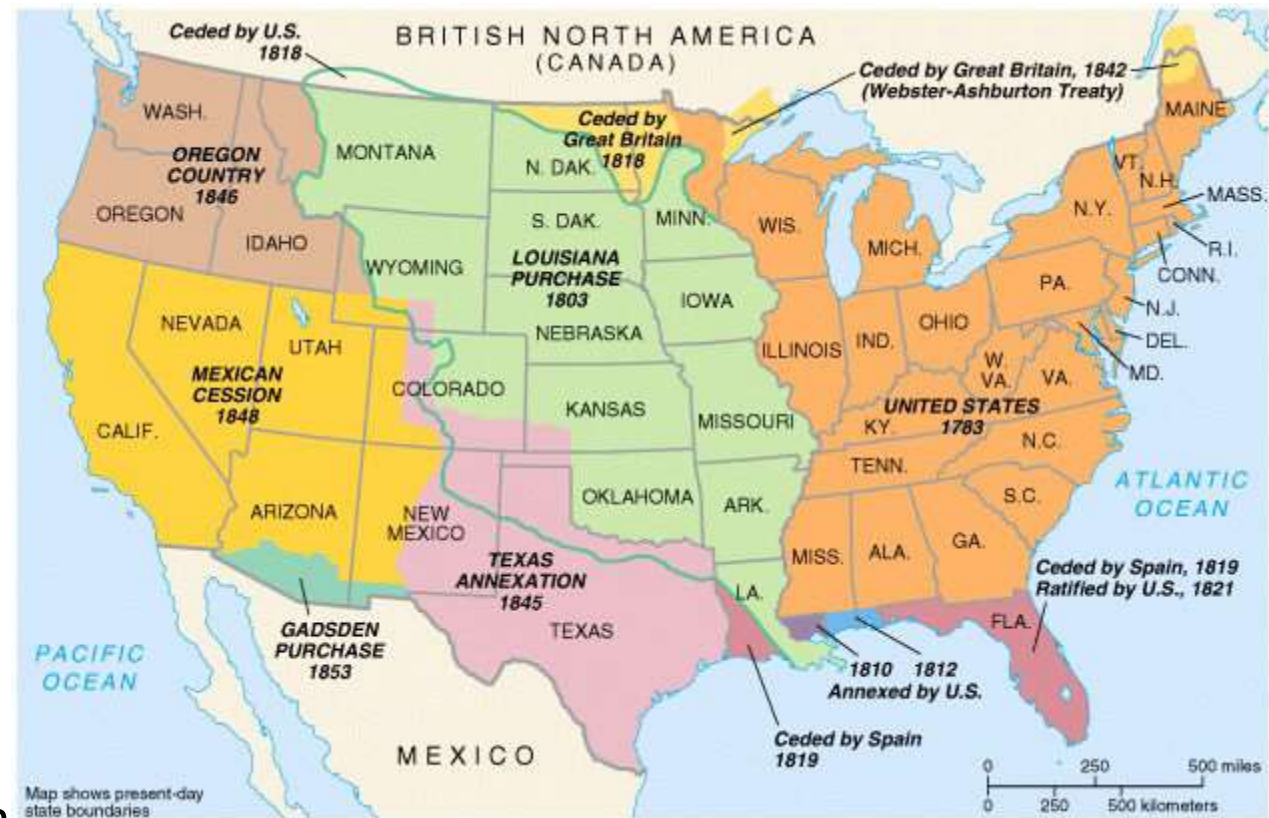 Ceded by U.S.
1818
BRITISH NORTH AMERICA
(CANADA)
Ceded by Great Britain, 1842
(Webster-Ashburton Treaty)
WASH.
OREGON
COUNTRY
1846
OREGON
IDAHO
MONTANA
Ceded by
Great Britain
1818
N. DAK.
S. DAK.
MINN.
WYOMING
LOUISIANA
PURCHASE
1803
NEBRASKA
IOWA
WIS.
MICH.
MAINE
VT.
N.H.
MASS.
N.Y.
R.I.
CONN.
PA.
N.J.
DEL.
MD.
NEVADA
UTAH
MEXICAN
CESSION
1848
CALIF.
COLORADO
KANSAS
MISSOURI
ILLINOIS
IND.
OHIO
W.
VA.
VA.
UNITED STATES
1783
KY.
N.C.
TENN.
S.C.
ATLANTIC
OCEAN
ARIZONA
NEW
MEXICO
OKLAHOMA
ARK.
MISS.
ALA.
GA.
TEXAS
ANNEXATION
1845
TEXAS
LA.
Ceded by Spain, 1819
Ratified by U.S., 1821
FLA.
GADSDEN
PURCHASE
1853
PACIFIC
OCEAN
1810
1812
Annexed by U.S.
Ceded by Spain
1819
MEXICO
0 250 500 miles
0 250 500 kilometers
Map shows present-day
state boundaries